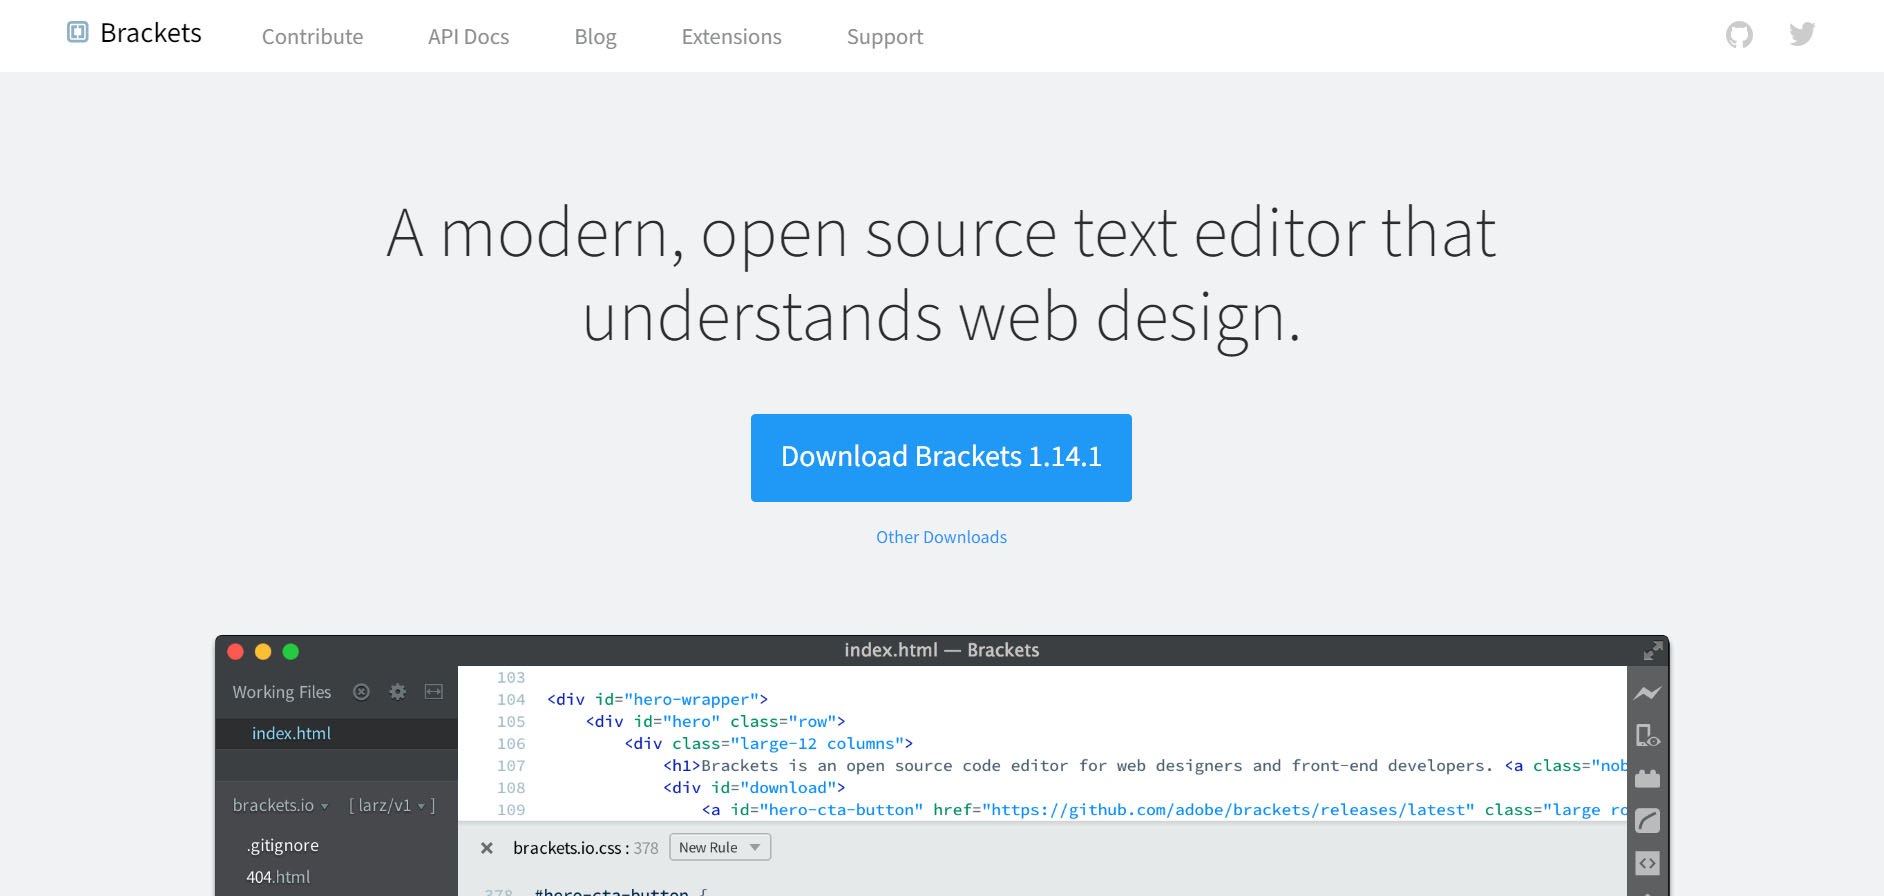 Brackets Contribute API Docs Blog Extensions Support
A modern, open source text editor that
understands web design.
Download Brackets 1.14.1
Other Downloads
index.html — Brackets
Working Files
index.html
brackets.io [ larz/v1 ]
.gitignore
404.html
103
104 <div id="hero-wrapper">
105 <div id="hero" class="row">
106 <div class="large-12 columns">
107 <h1>Brackets is an open source code editor for web designers and front-end developers. <a class="nob
108 <div id="download">
109 <a id="hero-cta-button" href="https://github.com/adobe/brackets/releases/latest" class="large ro
brackets.io.css : 378 New Rule
378 #hero-cta-button {